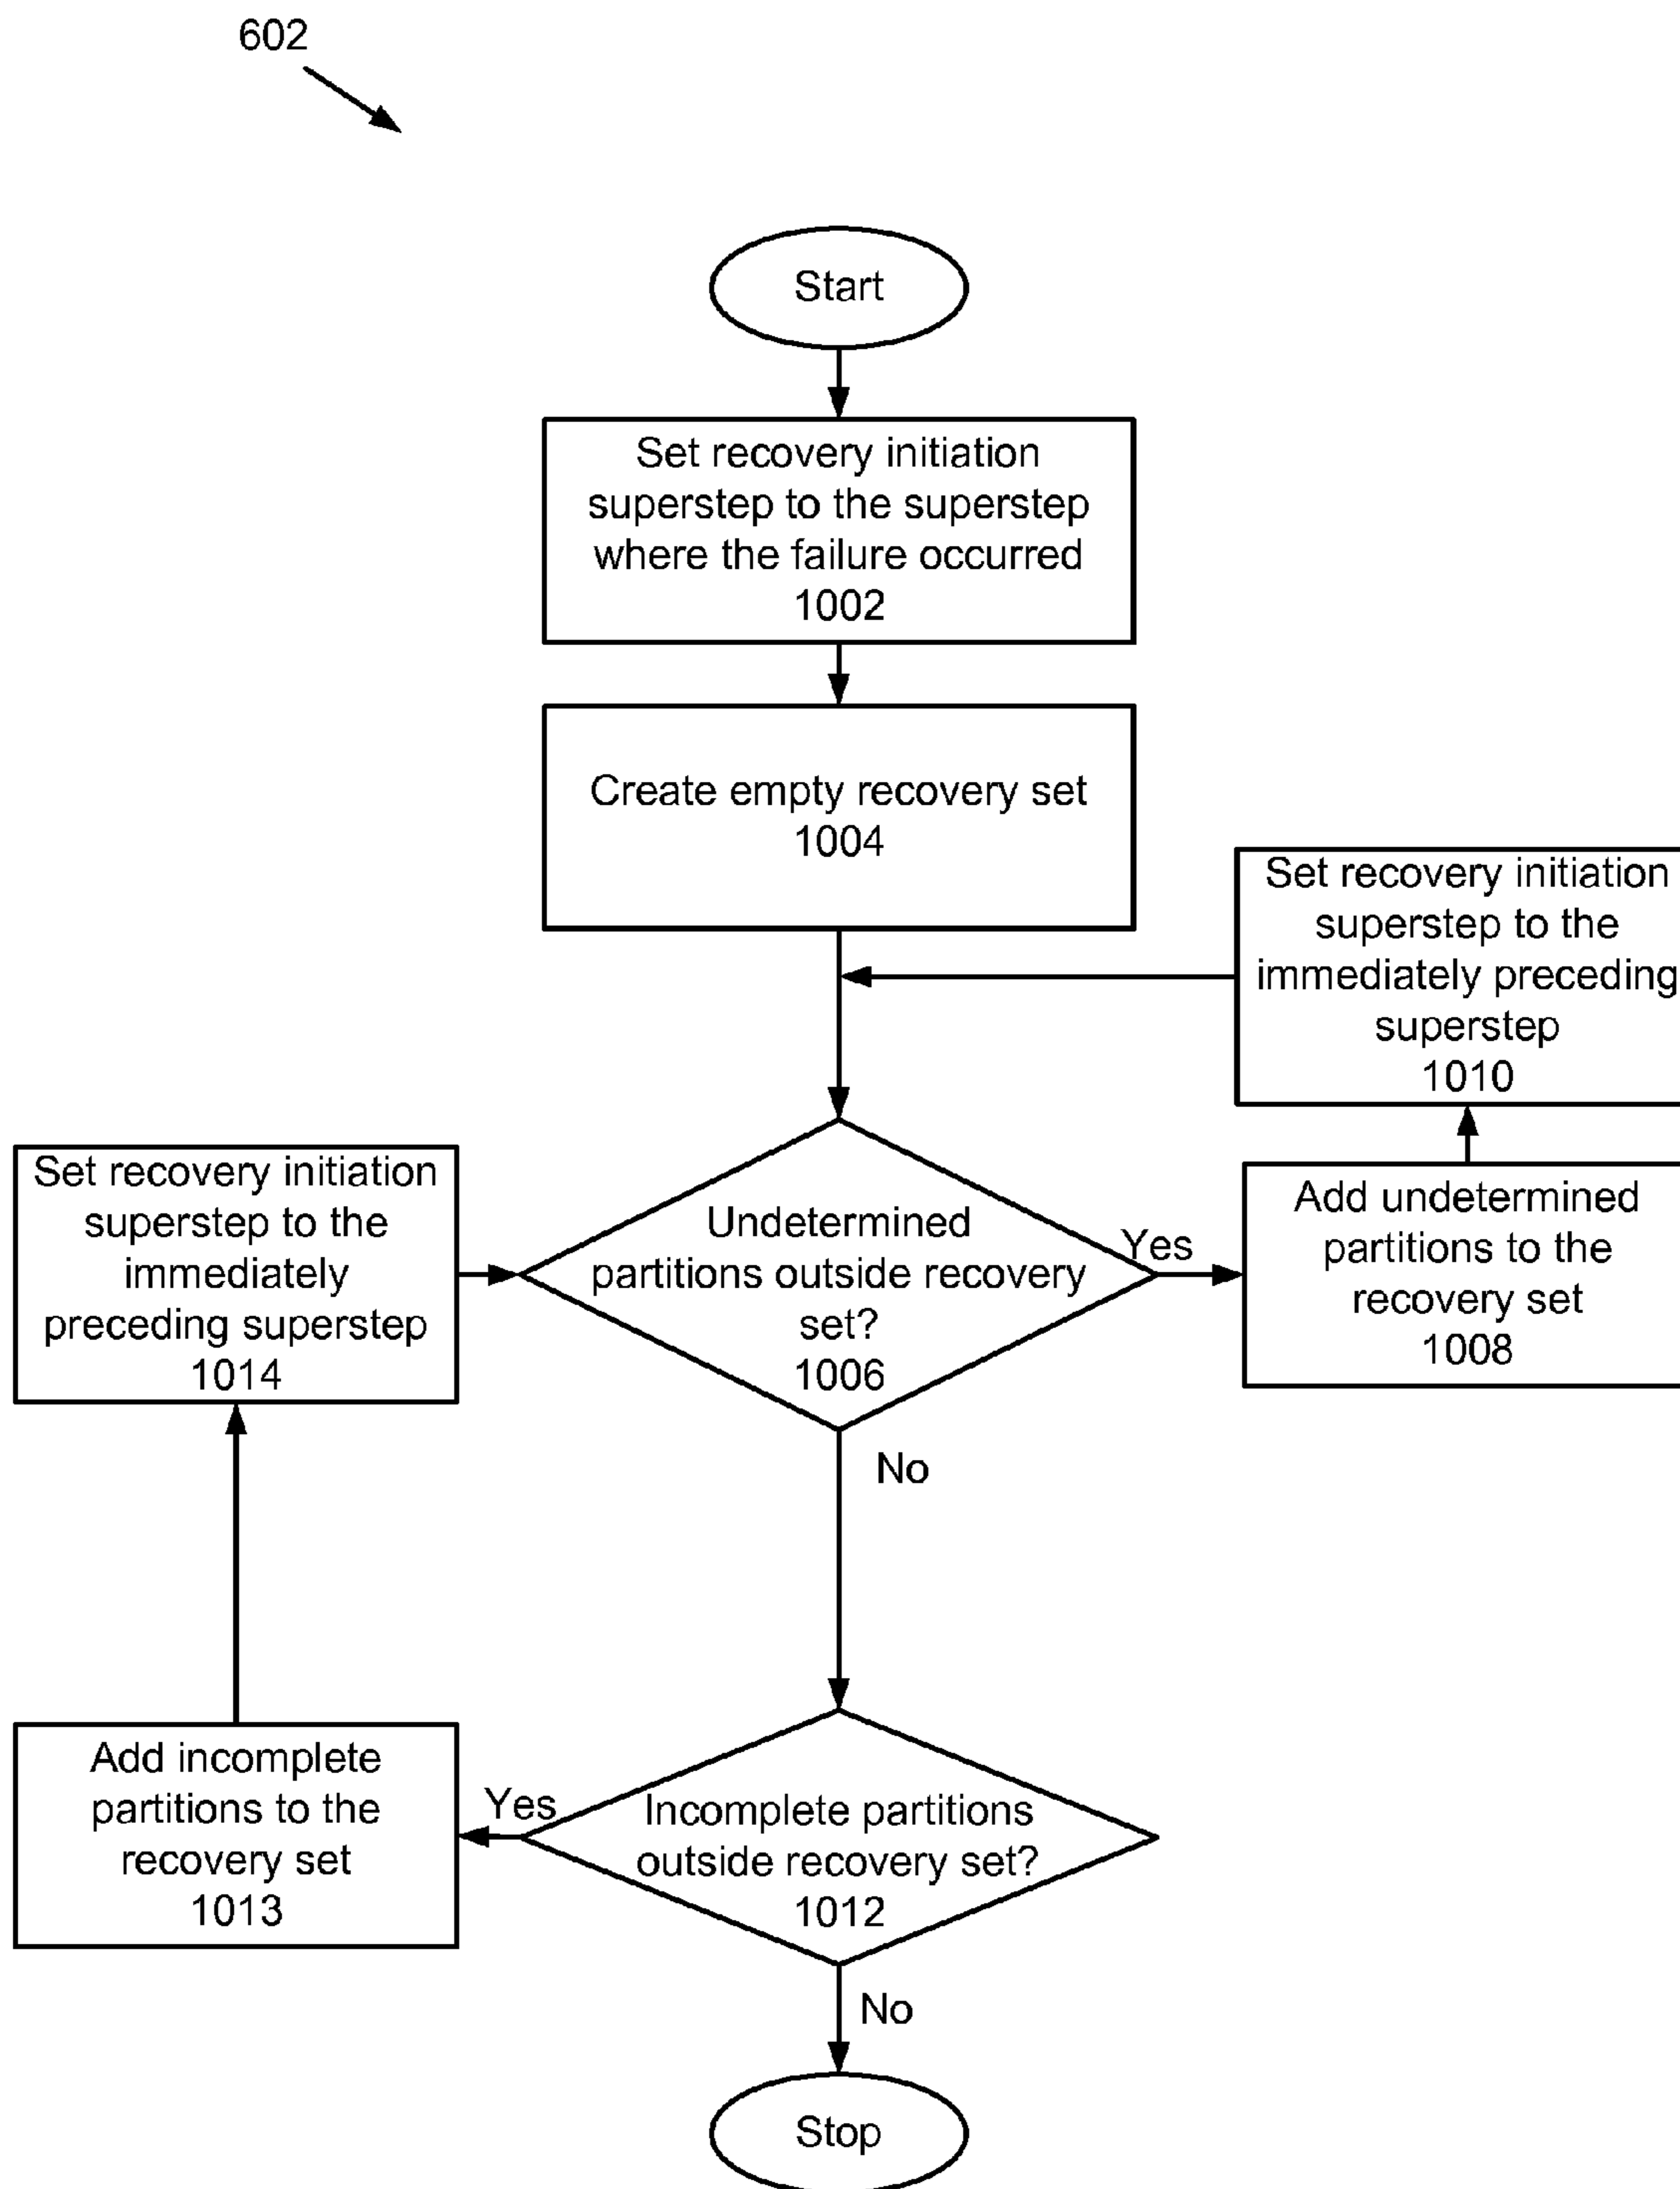 602
Start
Set recovery initiation
superstep to the superstep
where the failure occurred
1002
Create empty recovery set
1004
Set recovery initiation
superstep to the
immediately preceding
superstep
1010
Set recovery initiation
superstep to the
immediately
preceding superstep
1014
Undetermined
partitions outside recovery
set?
1006
Yes
Add undetermined
partitions to the
recovery set
1008
No
Add incomplete
partitions to the
recovery set
1013
Yes
Incomplete partitions
outside recovery set?
1012
No
Stop